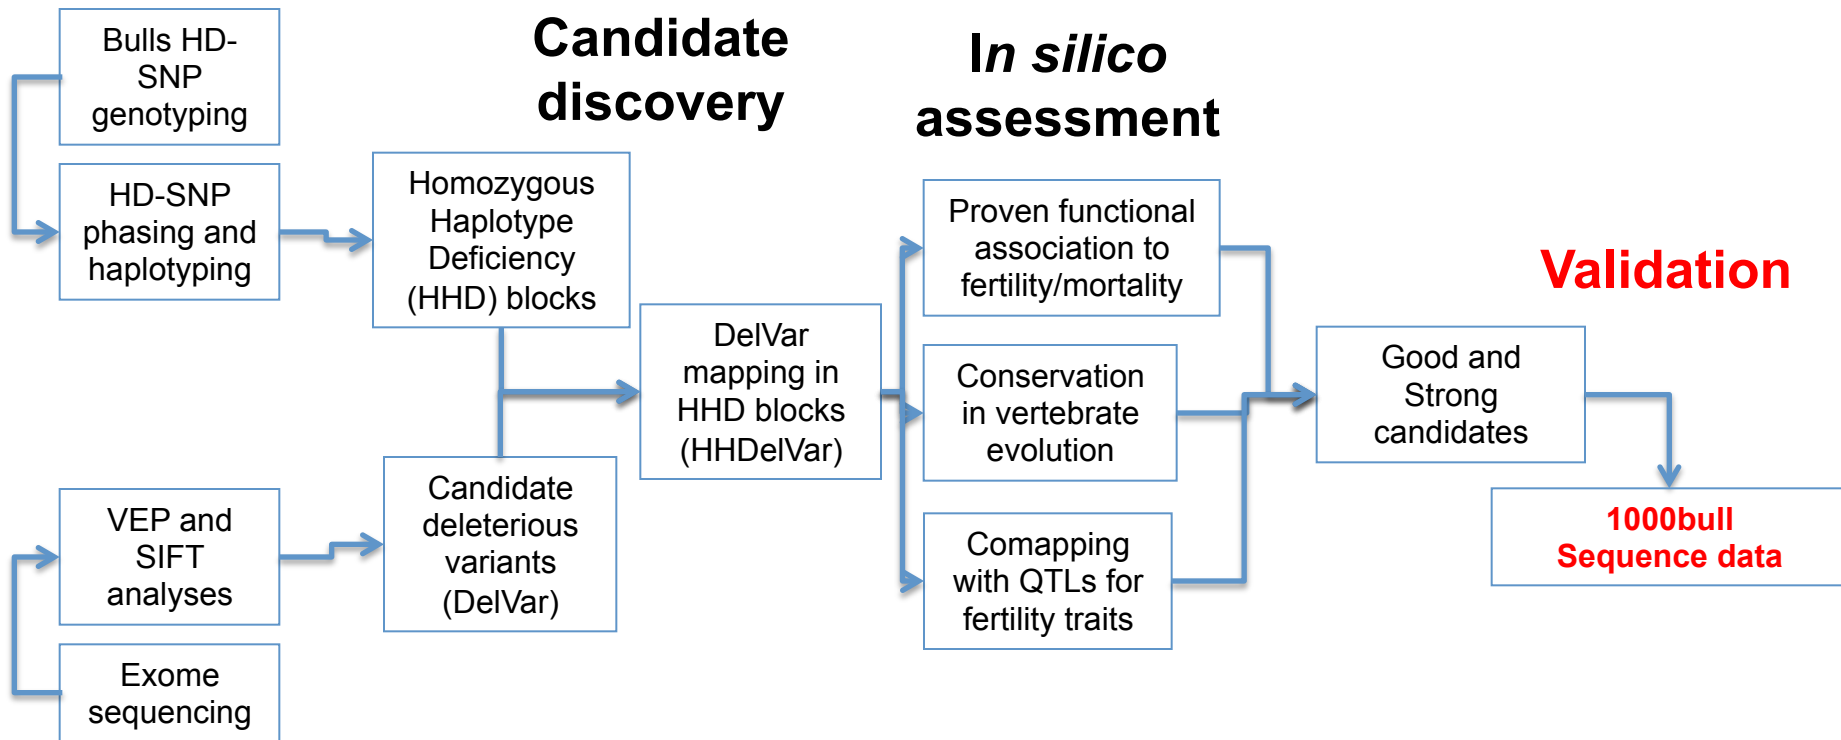 Bulls HD-
SNP
genotyping
HD-SNP
phasing and
haplotyping
VEP and
SIFT
analyses
Exome
sequencing
Candidate
discovery
Homozygous
Haplotype
Deficiency
(HHD) blocks
Candidate
deleterious
variants
(DelVar)
DelVar
mapping in
HHD blocks
(HHDelVar)
In silico
assessment
Proven functional
association to
fertility/mortality
Conservation
in vertebrate
evolution
Comapping
with QTLs for
fertility traits
Validation
Good and
Strong
candidates
1000bull
Sequence data